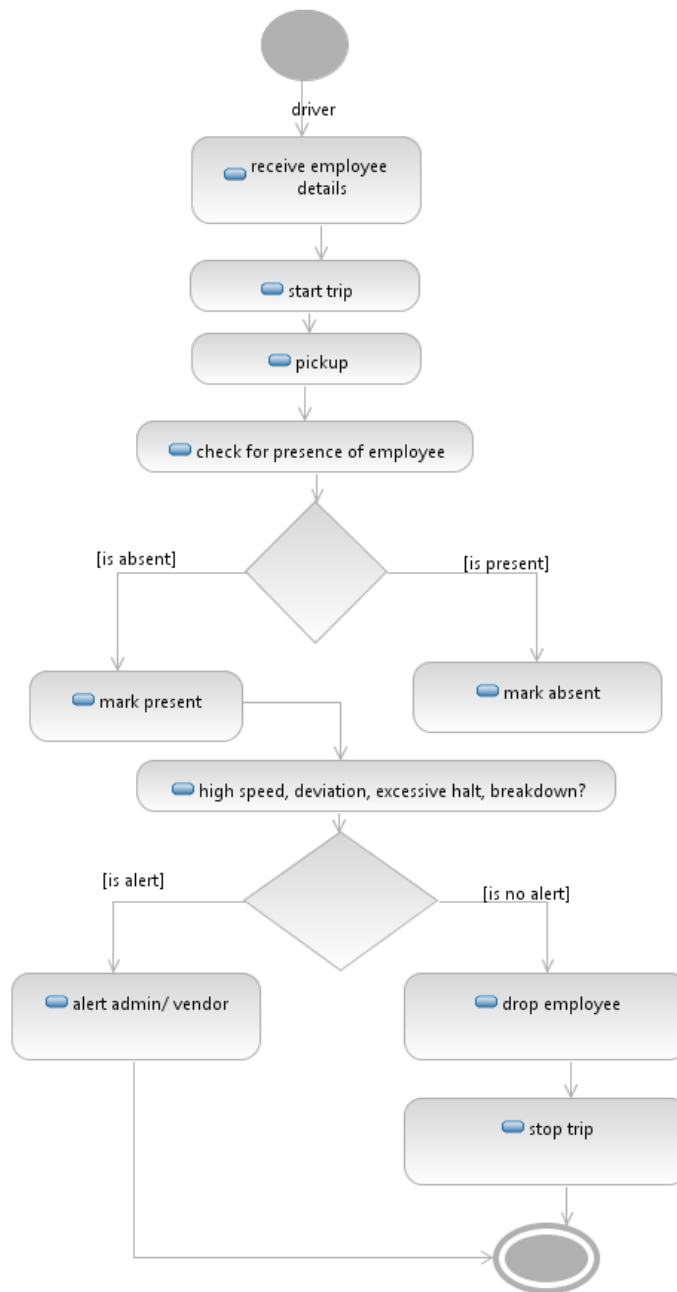 driver
receive employee
details
start trip
pickup
check for presence of employee
[is absent]
[is present]
mark present
mark absent
high speed, deviation, excessive halt, breakdown?
[is alert]
[is no alert]
alert admin/ vendor
drop employee
stop trip